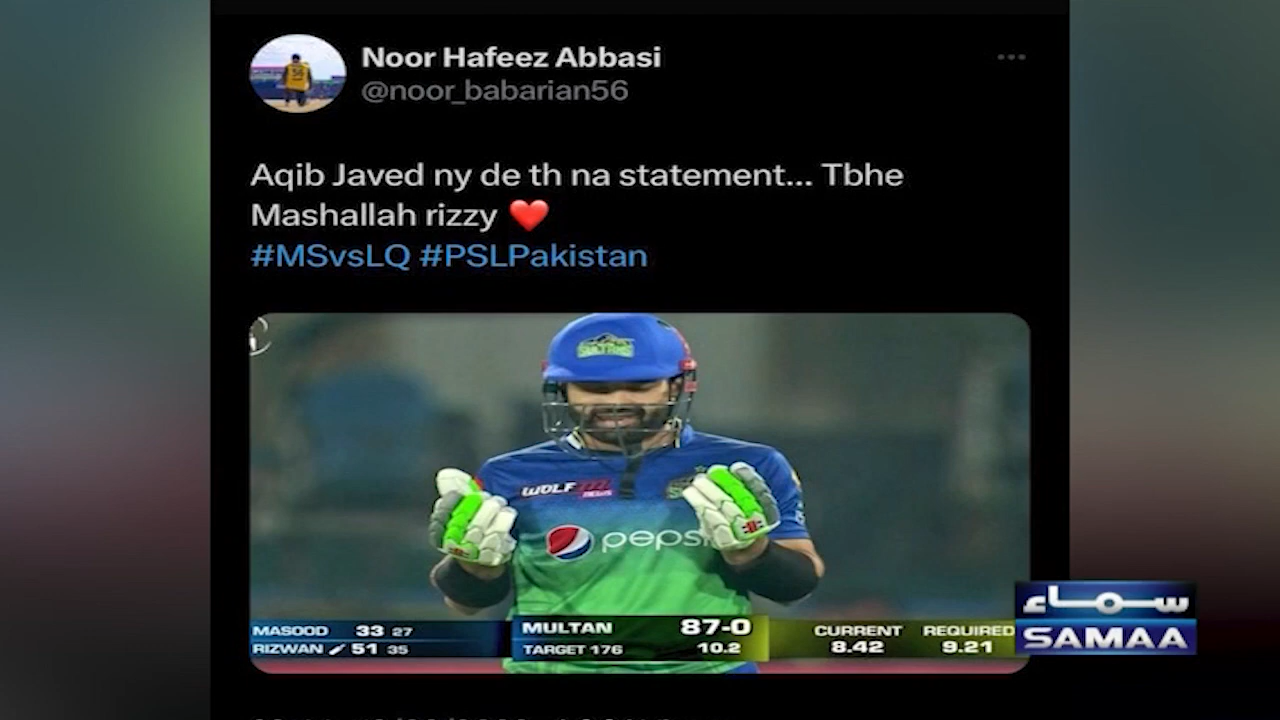 Noor Hafeez Abbasi
@noor_babarian56
Aqib Javed ny de th na statement... Tbhe
Mashallah rizzy ❤️
#MSvsLQ #PSLPakistan
WOLF777
NEWS
pepsi
MASOOD 33 27
RIZWAN 51 35
MULTAN 87-0
TARGET 176 10.2
CURRENT REQUIRED
8.42 9.21
سماء
SAMAA